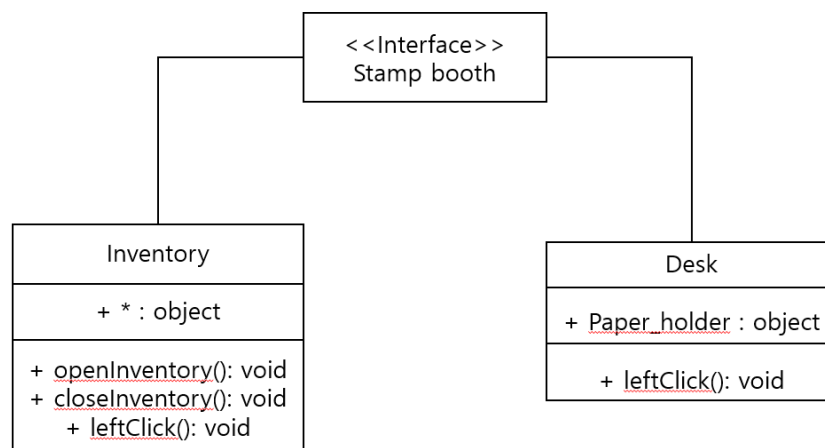 <<Interface>>
Stamp booth
Inventory
+ * : object
+ openInventory(): void
+ closeInventory(): void
+ leftClick(): void
Desk
+ Paper_holder : object
+ leftClick(): void